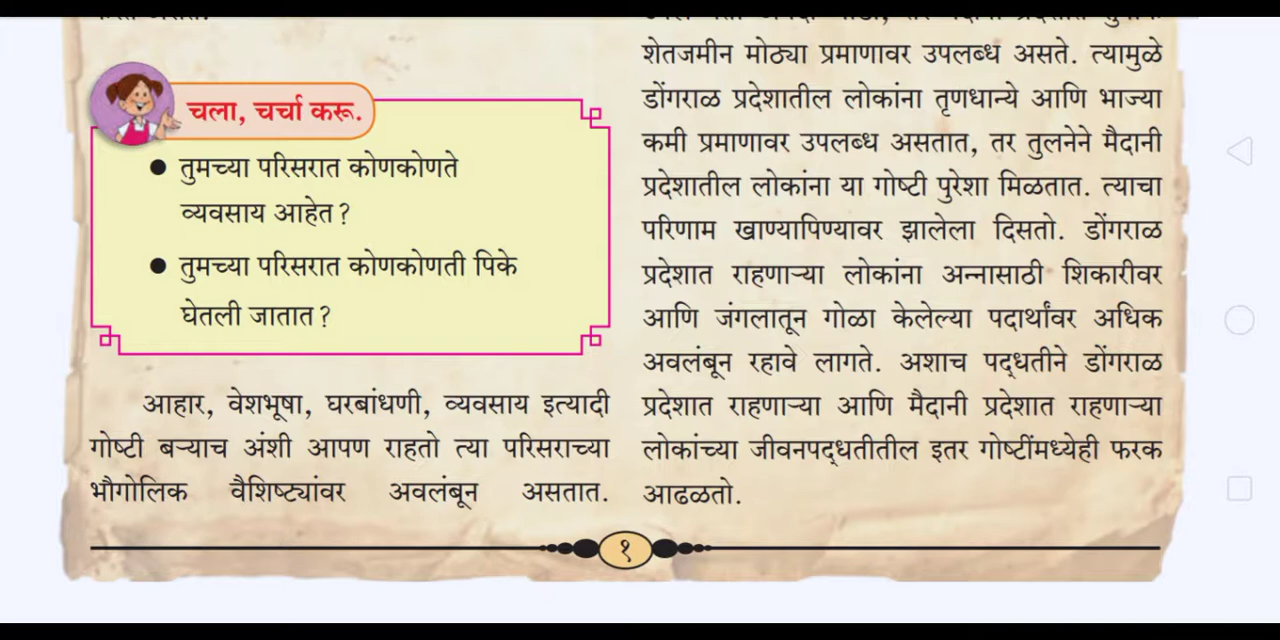 चला, चर्चा करू.
● तुमच्या परिसरात कोणकोणते
व्यवसाय आहेत ?
● तुमच्या परिसरात कोणकोणती पिके
घेतली जातात ?
आहार, वेशभूषा, घरबांधणी, व्यवसाय इत्यादी
गोष्टी बऱ्याच अंशी आपण राहतो त्या परिसराच्या
भौगोलिक वैशिष्ट्यांवर अवलंबून असतात.
शेतजमीन मोठ्या प्रमाणावर उपलब्ध असते. त्यामुळे
डोंगराळ प्रदेशातील लोकांना तृणधान्ये आणि भाज्या
कमी प्रमाणावर उपलब्ध असतात, तर तुलनेने मैदानी
प्रदेशातील लोकांना या गोष्टी पुरेशा मिळतात. त्याचा
परिणाम खाण्यापिण्यावर झालेला दिसतो. डोंगराळ
प्रदेशात राहणाऱ्या लोकांना अन्नासाठी शिकारीवर
आणि जंगलातून गोळा केलेल्या पदार्थांवर अधिक
अवलंबून रहावे लागते. अशाच पद्धतीने डोंगराळ
प्रदेशात राहणाऱ्या आणि मैदानी प्रदेशात राहणाऱ्या
लोकांच्या जीवनपद्धतीतील इतर गोष्टींमध्येही फरक
आढळतो.
१